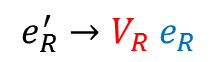 e′_R → V_R e_R